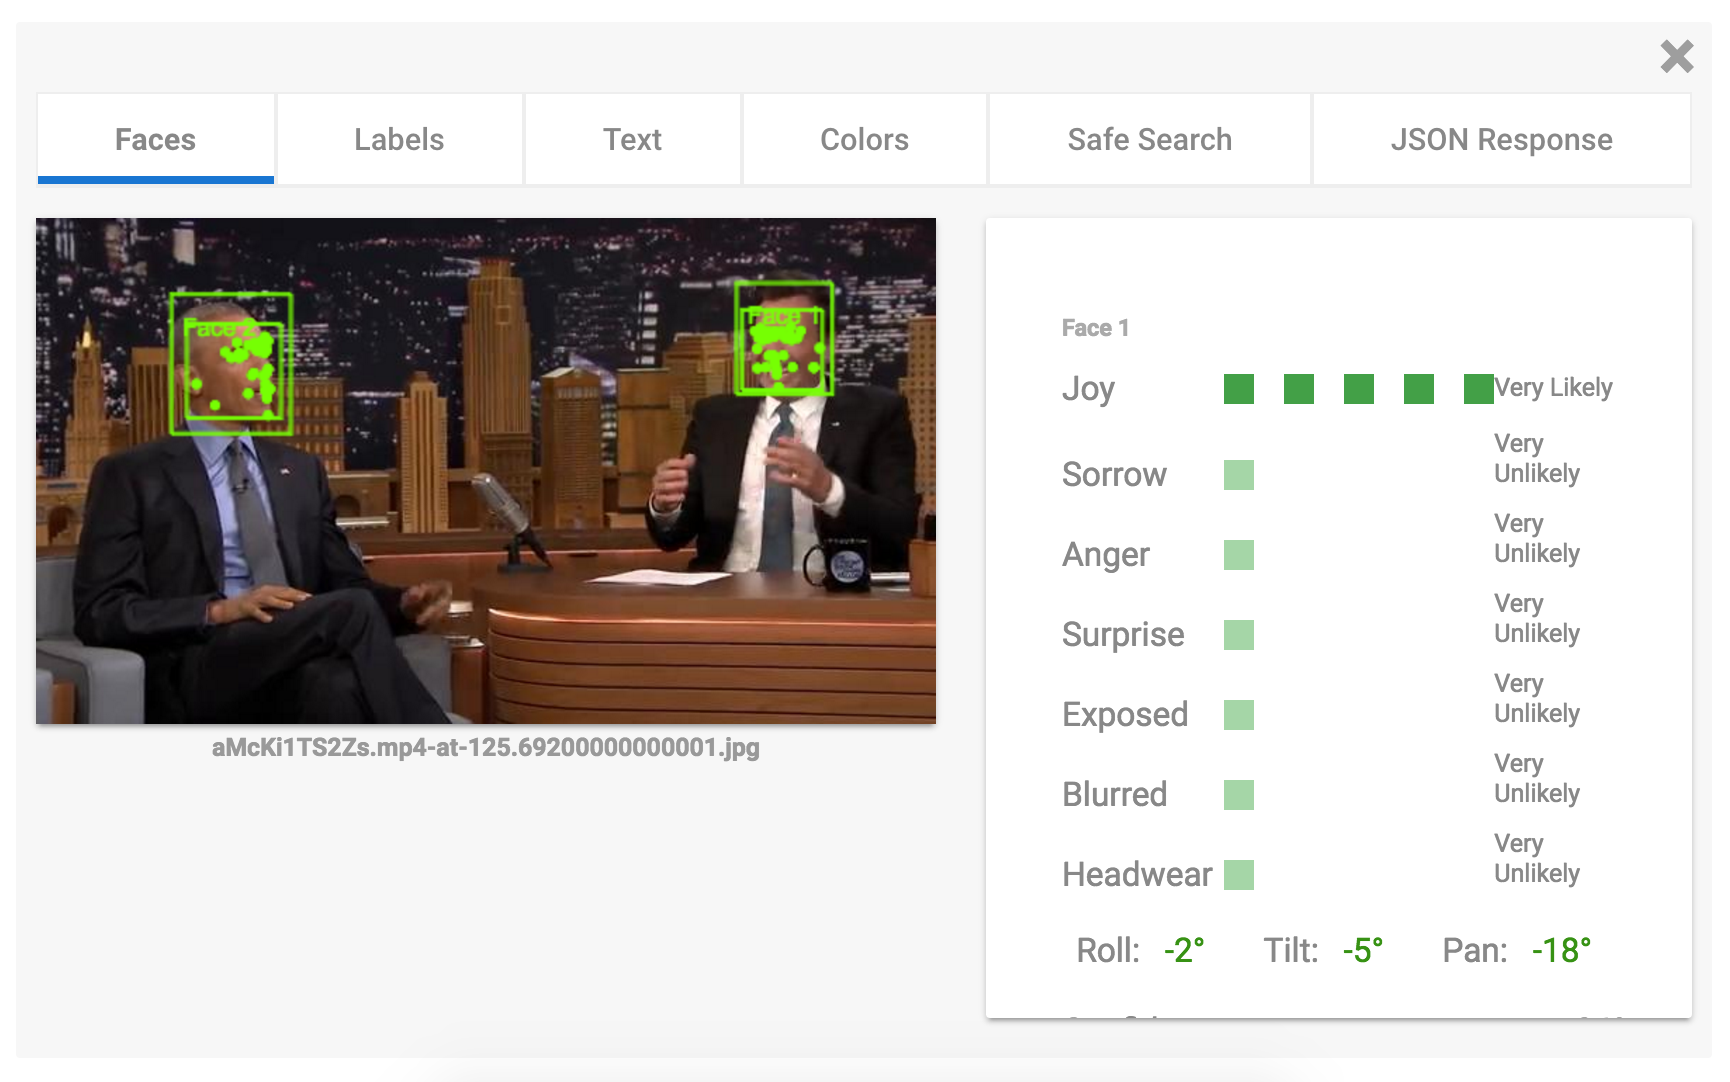 Faces
Labels
Text
Colors
Safe Search
JSON Response
Face 2
Face 1
aMcKi1TS2Zs.mp4-at-125.69200000000001.jpg
Face 1
Joy
Very Likely
Sorrow
Very
Unlikely
Anger
Very
Unlikely
Surprise
Very
Unlikely
Exposed
Very
Unlikely
Blurred
Very
Unlikely
Headwear
Very
Unlikely
Roll: -2° Tilt: -5° Pan: -18°